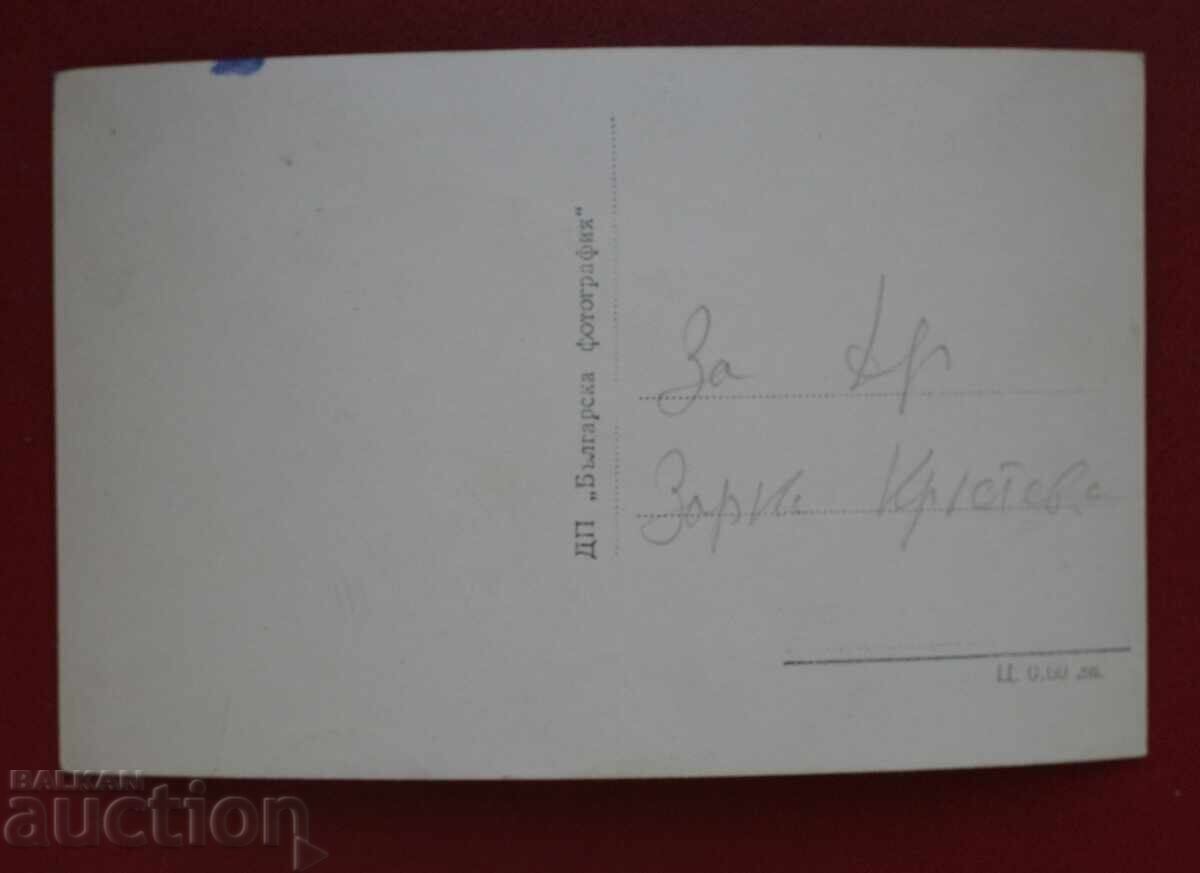 ДП „Българска фотография“
За др
Зорка Кръстева
Ц. 0,60 лв.
BALKAN
auction